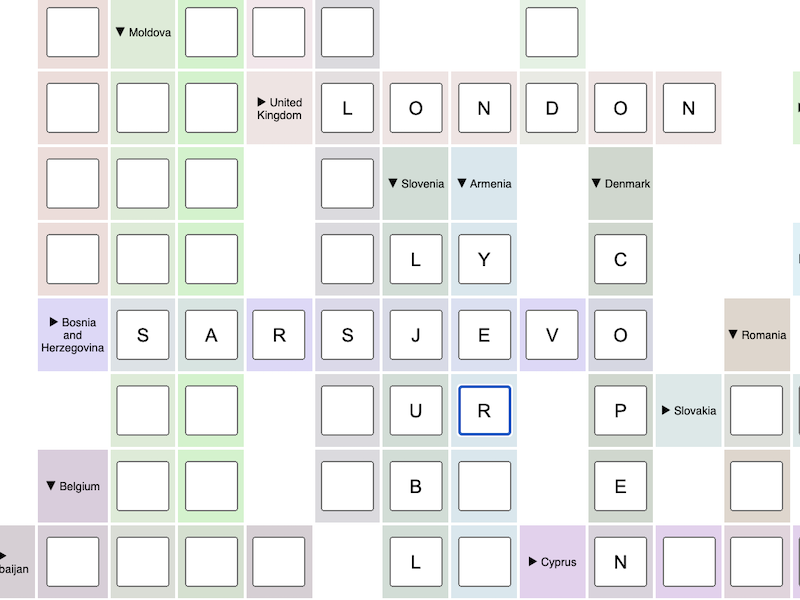 ▼ Moldova
▶ United
Kingdom
L O N D O N
▼ Slovenia
▼ Armenia
▼ Denmark
L Y C
▶ Bosnia
and
Herzegovina
S A R S J E V O
▼ Romania
U R P
▶ Slovakia
▼ Belgium
B E
baijan
L
▶ Cyprus
N